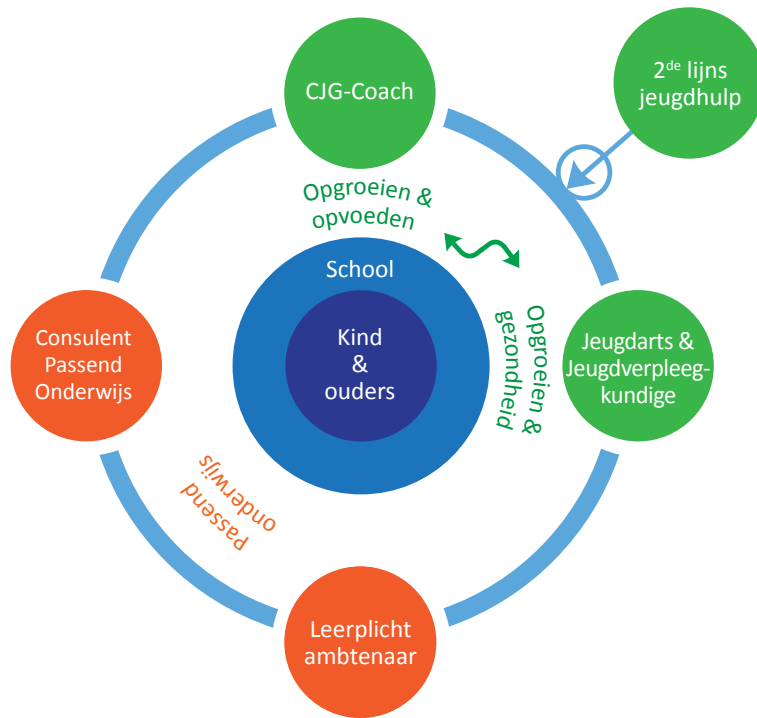 CJG-Coach
2de lijns
jeugdhulp
Opgroeien &
opvoeden
School
Kind
&
ouders
Opgroeien &
gezondheid
Consulent
Passend
Onderwijs
Jeugdarts &
Jeugdverpleeg-
kundige
Passend
onderwijs
Leerplicht
ambtenaar